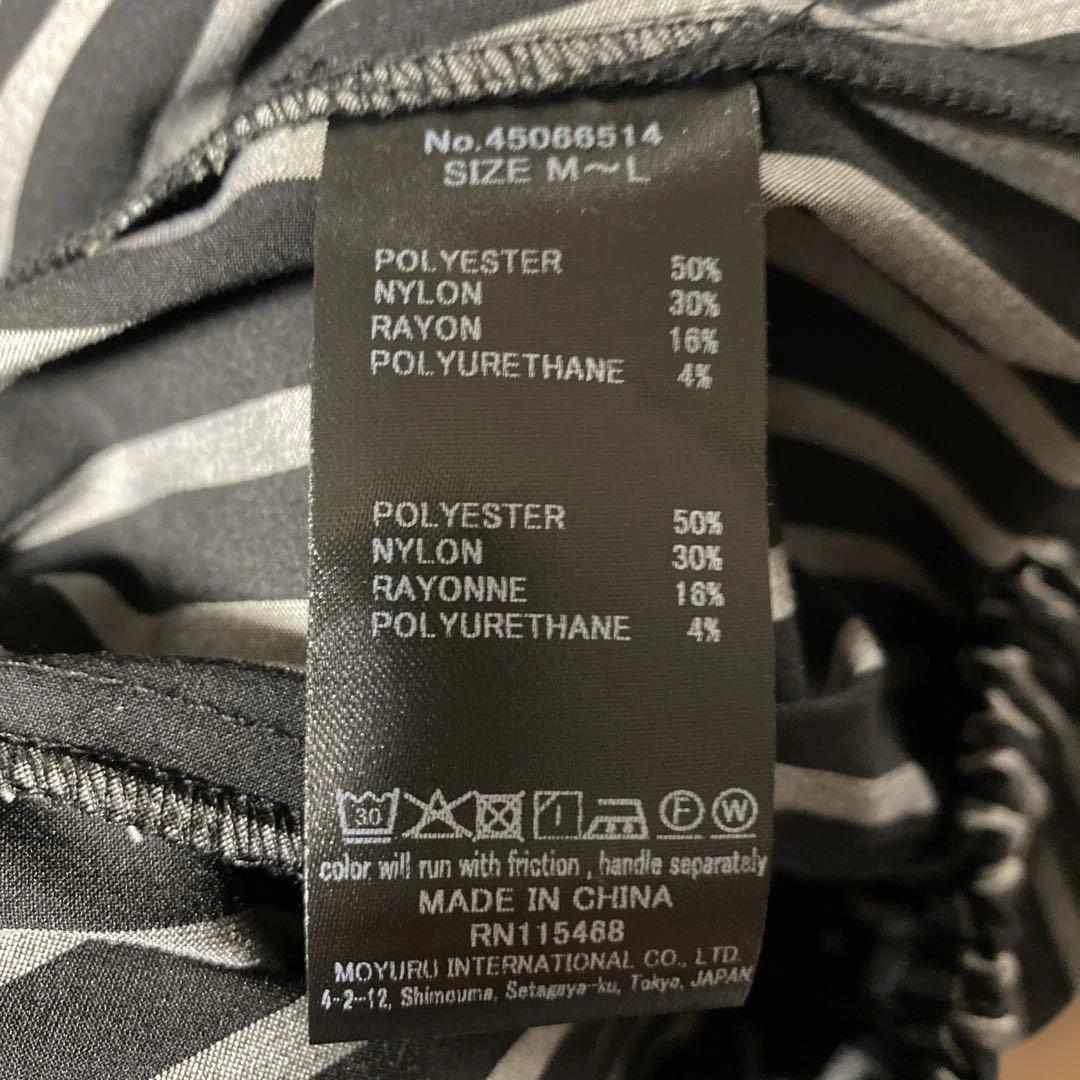 No.45066514
SIZE M～L
POLYESTER 50%
NYLON 30%
RAYON 16%
POLYURETHANE 4%
POLYESTER 50%
NYLON 30%
RAYONNE 16%
POLYURETHANE 4%
30 F W
color will run with friction , handle separately
MADE IN CHINA
RN115468
MOYURU INTERNATIONAL CO., LTD.
4-2-12, Shimouma, Setagaya-ku, Tokyo, JAPAN